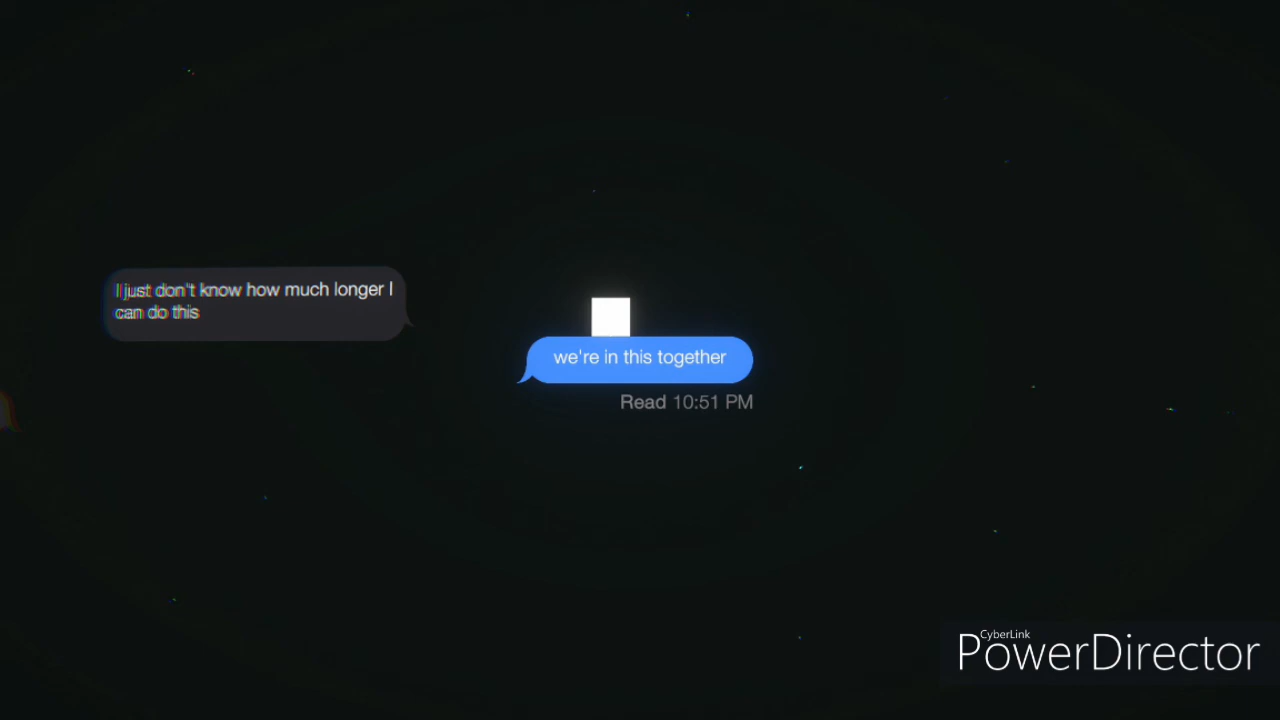 I just don't know how much longer I
can do this
we're in this together
Read 10:51 PM
CyberLink
PowerDirector